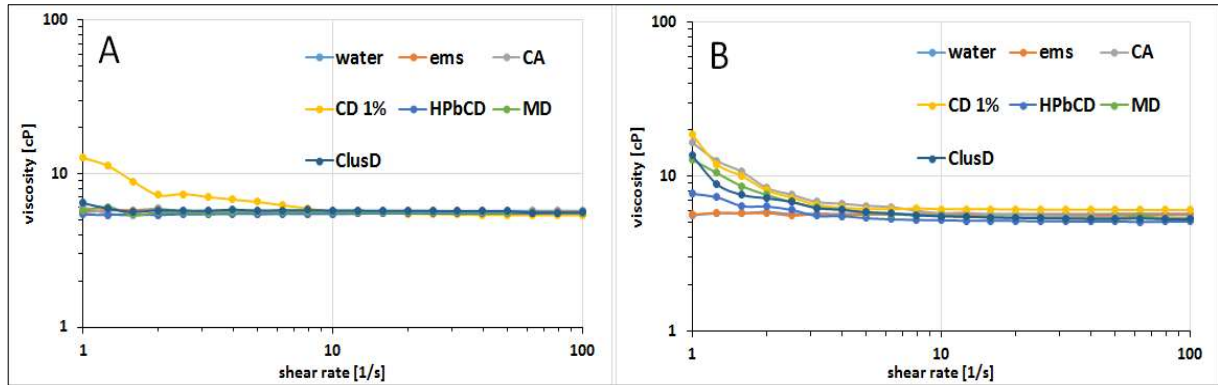 A
100
10
1
viscosity [cP]
water ems CA
CD 1% HPbCD MD
ClusD
1 10 100
shear rate [1/s]
B
100
10
1
viscosity [cP]
water ems CA
CD 1% HPbCD MD
ClusD
1 10 100
shear rate [1/s]